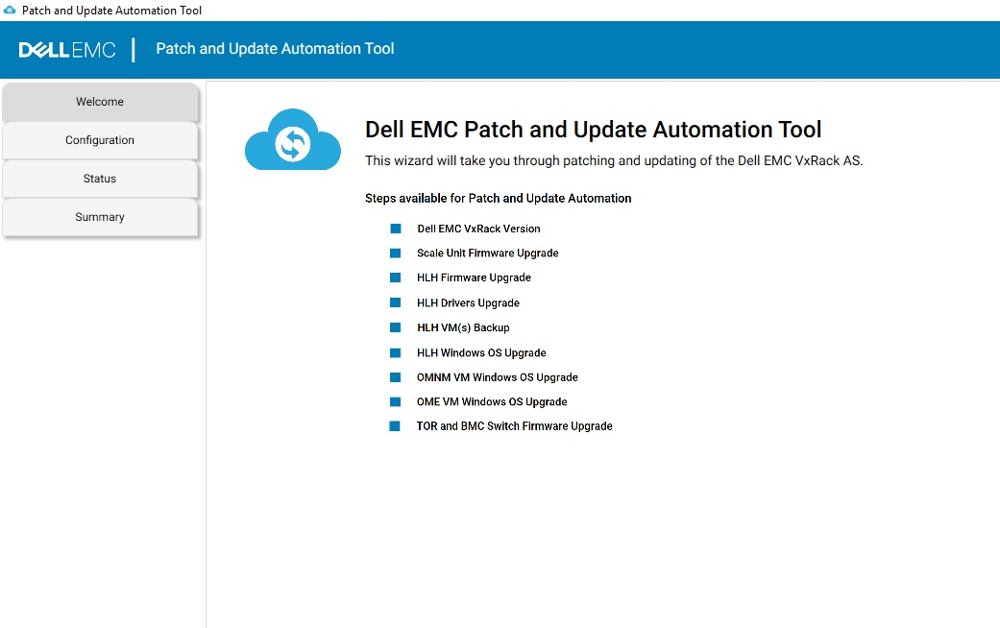 Patch and Update Automation Tool
DELLEMC | Patch and Update Automation Tool
Welcome
Configuration
Status
Summary
Dell EMC Patch and Update Automation Tool
This wizard will take you through patching and updating of the Dell EMC VxRack AS.
Steps available for Patch and Update Automation
Dell EMC VxRack Version
Scale Unit Firmware Upgrade
HLH Firmware Upgrade
HLH Drivers Upgrade
HLH VM(s) Backup
HLH Windows OS Upgrade
OMNM VM Windows OS Upgrade
OME VM Windows OS Upgrade
TOR and BMC Switch Firmware Upgrade